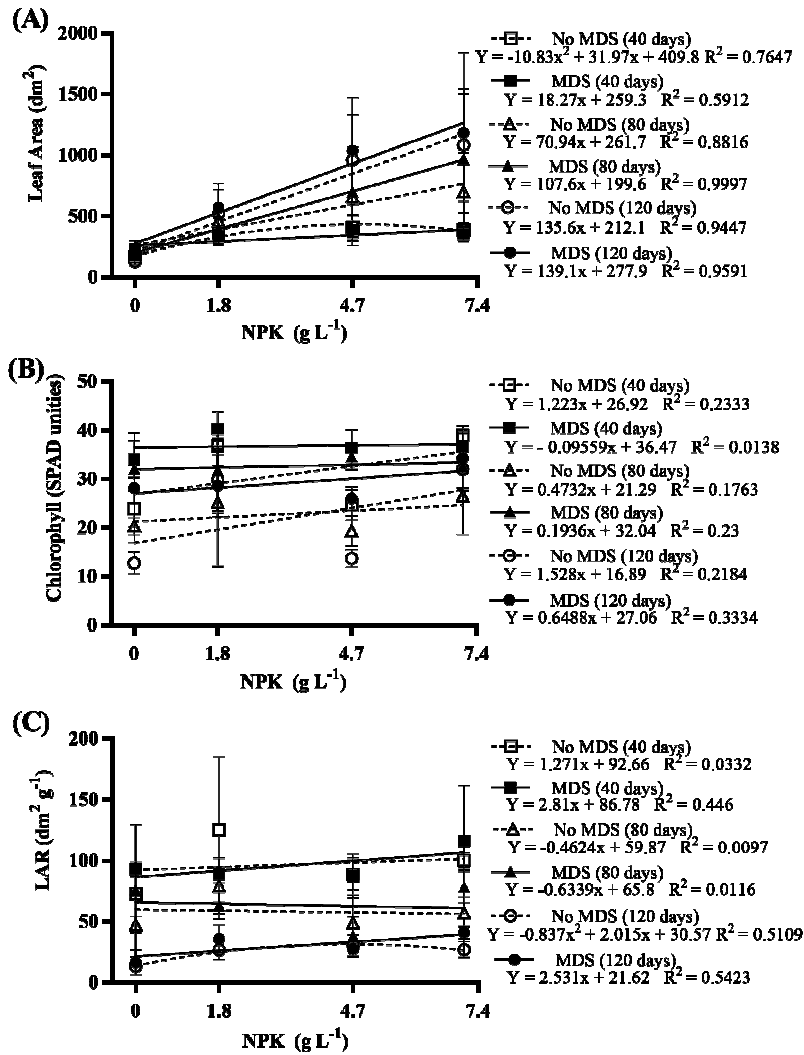 (A)
2000
1500
1000
500
0
Leaf Area (dm²)
0 1.8 4.7 7.4
NPK (g L⁻¹)
No MDS (40 days)
Y = -10.83x² + 31.97x + 409.8 R² = 0.7647
MDS (40 days)
Y = 18.27x + 259.3 R² = 0.5912
No MDS (80 days)
Y = 70.94x + 261.7 R² = 0.8816
MDS (80 days)
Y = 107.6x + 199.6 R² = 0.9997
No MDS (120 days)
Y = 135.6x + 212.1 R² = 0.9447
MDS (120 days)
Y = 139.1x + 277.9 R² = 0.9591
(B)
50
40
30
20
10
0
Chlorophyll (SPAD unities)
0 1.8 4.7 7.4
NPK (g L⁻¹)
No MDS (40 days)
Y = 1.223x + 26.92 R² = 0.2333
MDS (40 days)
Y = - 0.09559x + 36.47 R² = 0.0138
No MDS (80 days)
Y = 0.4732x + 21.29 R² = 0.1763
MDS (80 days)
Y = 0.1936x + 32.04 R² = 0.23
No MDS (120 days)
Y = 1.528x + 16.89 R² = 0.2184
MDS (120 days)
Y = 0.6488x + 27.06 R² = 0.3334
(C)
200
150
100
50
0
LAR (dm² g⁻¹)
0 1.8 4.7 7.4
NPK (g L⁻¹)
No MDS (40 days)
Y = 1.271x + 92.66 R² = 0.0332
MDS (40 days)
Y = 2.81x + 86.78 R² = 0.446
No MDS (80 days)
Y = -0.4624x + 59.87 R² = 0.0097
MDS (80 days)
Y = -0.6339x + 65.8 R² = 0.0116
No MDS (120 days)
Y = -0.837x² + 2.015x + 30.57 R² = 0.5109
MDS (120 days)
Y = 2.531x + 21.62 R² = 0.5423